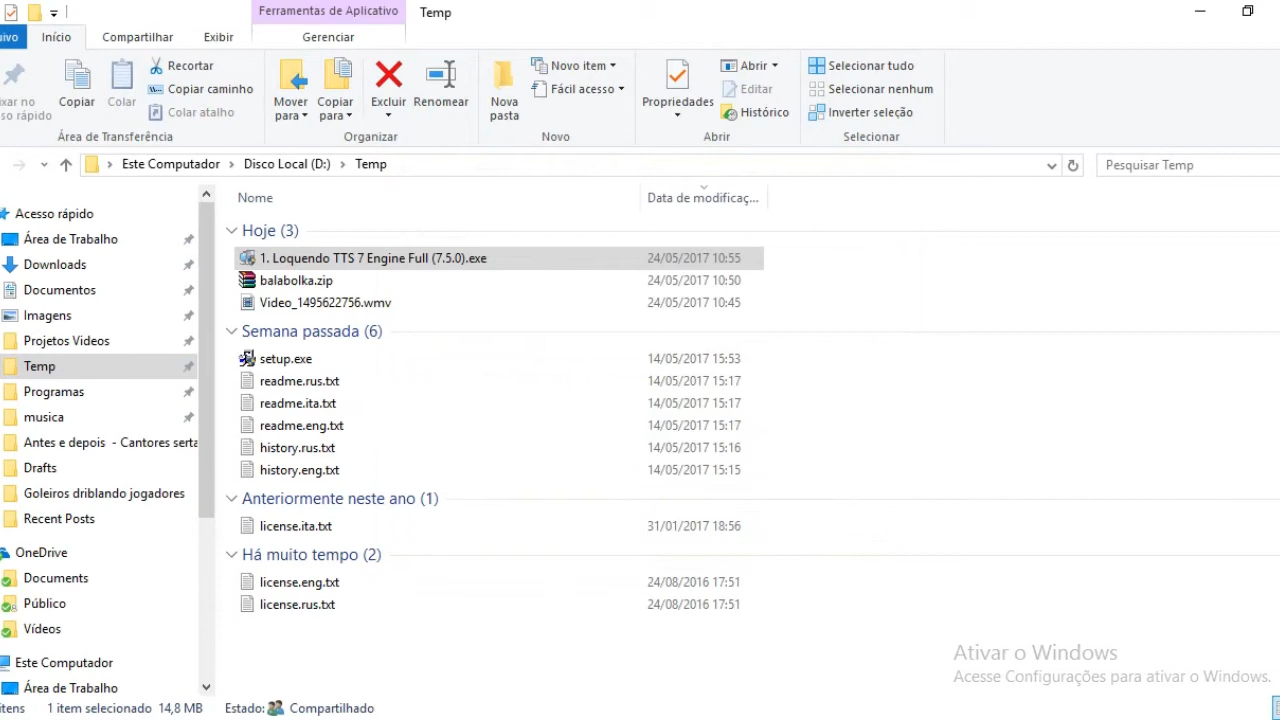 Ferramentas de Aplicativo Temp
Início Compartilhar Exibir Gerenciar
Recortar
Copiar caminho
Colar atalho
Copiar Colar
Área de Transferência
Mover para Copiar para Excluir Renomear
Organizar
Nova pasta
Novo item
Fácil acesso
Novo
Propriedades
Abrir
Editar
Histórico
Abrir
Selecionar tudo
Selecionar nenhum
Inverter seleção
Selecionar
Este Computador Disco Local (D:) Temp
Pesquisar Temp
Acesso rápido
Área de Trabalho
Downloads
Documentos
Imagens
Projetos Videos
Temp
Programas
musica
Antes e depois - Cantores serta
Drafts
Goleiros driblando jogadores
Recent Posts
OneDrive
Documents
Público
Vídeos
Este Computador
Área de Trabalho
Nome Data de modificaç...
Hoje (3)
1. Loquendo TTS 7 Engine Full (7.5.0).exe 24/05/2017 10:55
balabolka.zip 24/05/2017 10:50
Video_1495622756.wmv 24/05/2017 10:45
Semana passada (6)
setup.exe 14/05/2017 15:53
readme.rus.txt 14/05/2017 15:17
readme.ita.txt 14/05/2017 15:17
readme.eng.txt 14/05/2017 15:17
history.rus.txt 14/05/2017 15:16
history.eng.txt 14/05/2017 15:15
Anteriormente neste ano (1)
license.ita.txt 31/01/2017 18:56
Há muito tempo (2)
license.eng.txt 24/08/2016 17:51
license.rus.txt 24/08/2016 17:51
Ativar o Windows
Acesse Configurações para ativar o Windows.
1 item selecionado 14,8 MB Estado: Compartilhado